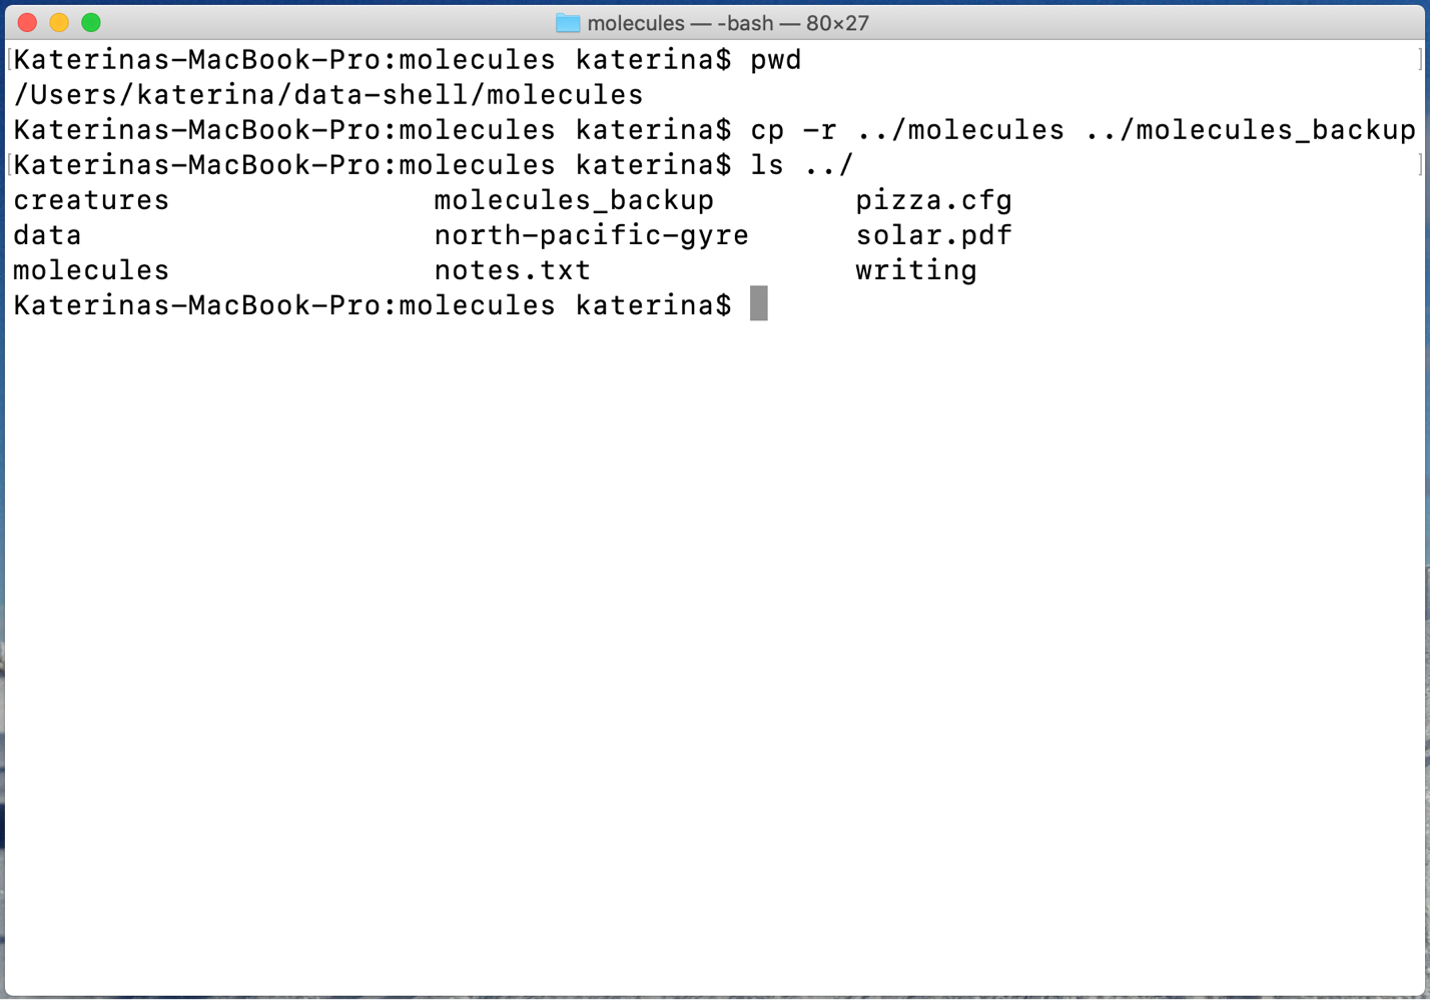 molecules — -bash — 80×27
Katerinas-MacBook-Pro:molecules katerina$ pwd
/Users/katerina/data-shell/molecules
Katerinas-MacBook-Pro:molecules katerina$ cp -r ../molecules ../molecules_backup
Katerinas-MacBook-Pro:molecules katerina$ ls ../
creatures molecules_backup pizza.cfg
data north-pacific-gyre solar.pdf
molecules notes.txt writing
Katerinas-MacBook-Pro:molecules katerina$